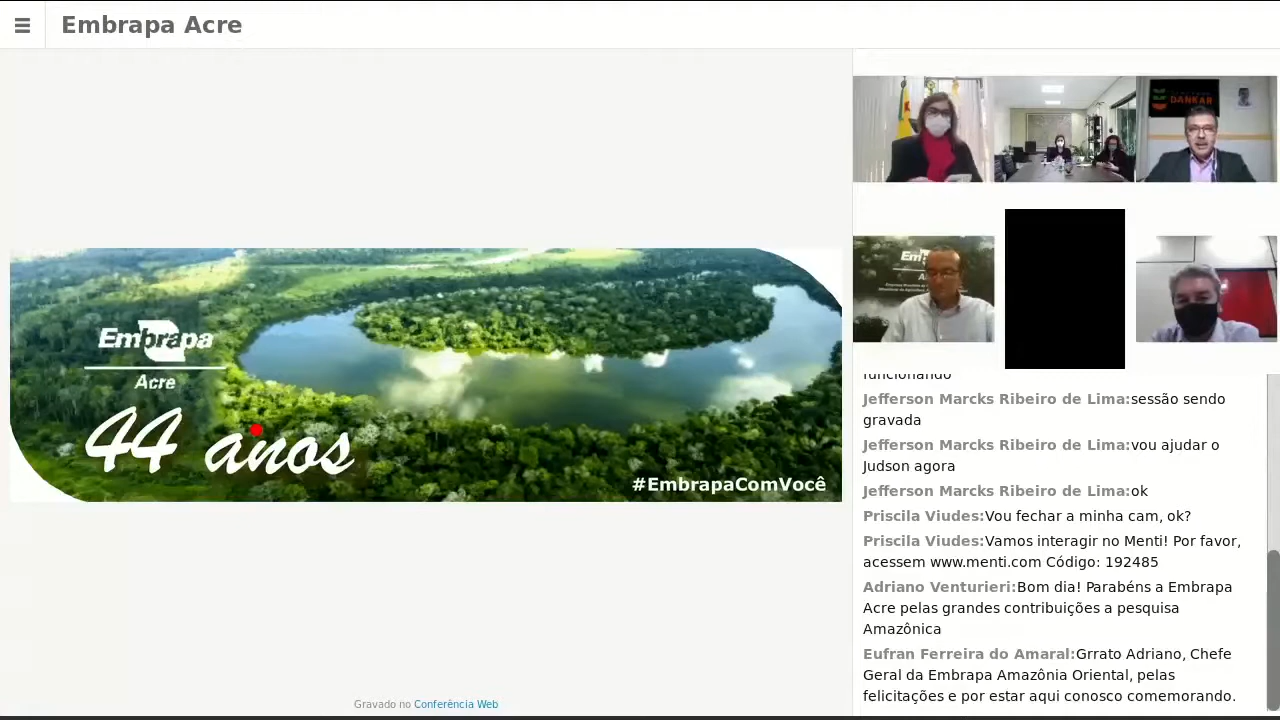 Embrapa Acre
DANKAR
Embrapa
Acre
44 anos
#EmbrapaComVocê
funcionando
Jefferson Marcks Ribeiro de Lima:sessão sendo
gravada
Jefferson Marcks Ribeiro de Lima:vou ajudar o
Judson agora
Jefferson Marcks Ribeiro de Lima:ok
Priscila Viudes:Vou fechar a minha cam, ok?
Priscila Viudes:Vamos interagir no Menti! Por favor,
acessem www.menti.com Código: 192485
Adriano Venturieri:Bom dia! Parabéns a Embrapa
Acre pelas grandes contribuições a pesquisa
Amazônica
Eufran Ferreira do Amaral:Grrato Adriano, Chefe
Geral da Embrapa Amazônia Oriental, pelas
felicitações e por estar aqui conosco comemorando.
Gravado no Conferência Web